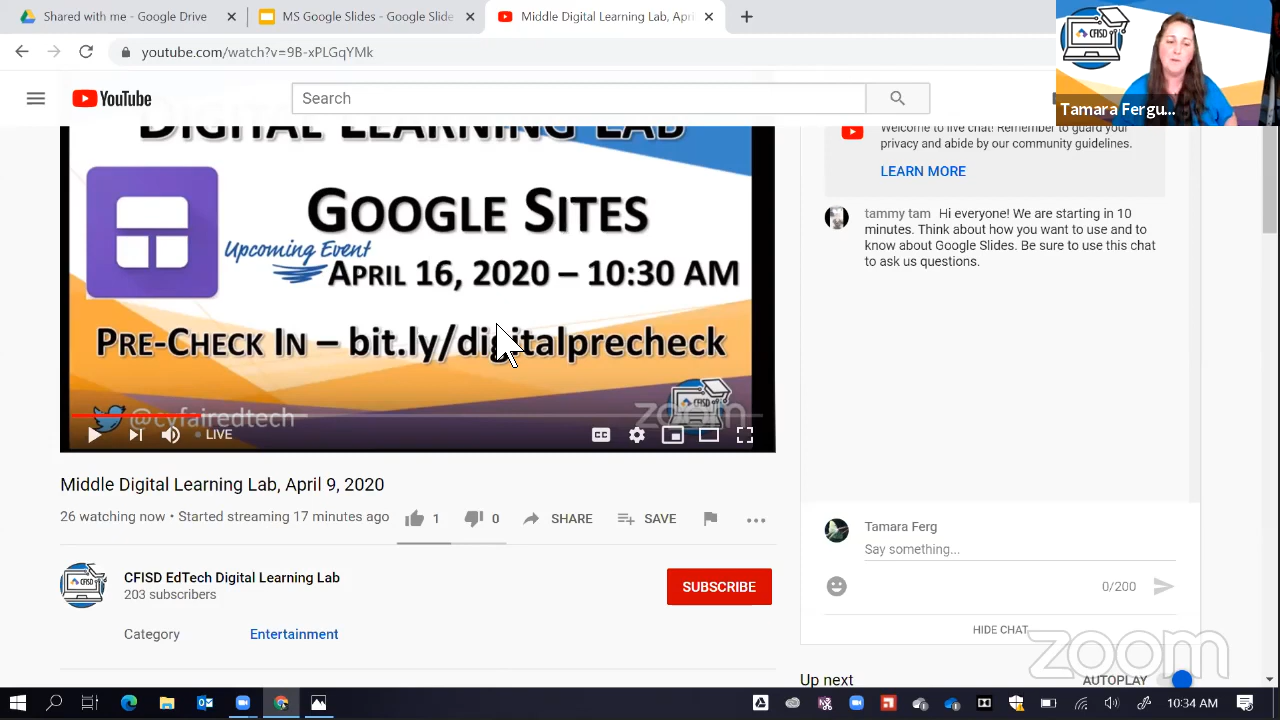 Shared with me - Google Drive
MS Google Slides - Google Slide
Middle Digital Learning Lab, Apri
youtube.com/watch?v=9B-xPLGqYMk
CFISD
Tamara Fergu...
YouTube
Search
DIGITAL LEARNING LAB
GOOGLE SITES
Upcoming Event
APRIL 16, 2020 – 10:30 AM
PRE-CHECK IN – bit.ly/digitalprecheck
@cyfairedtech
zoom
LIVE
CC
Middle Digital Learning Lab, April 9, 2020
26 watching now • Started streaming 17 minutes ago
1
0
SHARE
SAVE
CFISD EdTech Digital Learning Lab
203 subscribers
SUBSCRIBE
Category
Entertainment
Welcome to live chat! Remember to guard your
privacy and abide by our community guidelines.
LEARN MORE
tammy tam Hi everyone! We are starting in 10
minutes. Think about how you want to use and to
know about Google Slides. Be sure to use this chat
to ask us questions.
Tamara Ferg
Say something...
0/200
HIDE CHAT
zoom
Up next
AUTOPLAY
10:34 AM